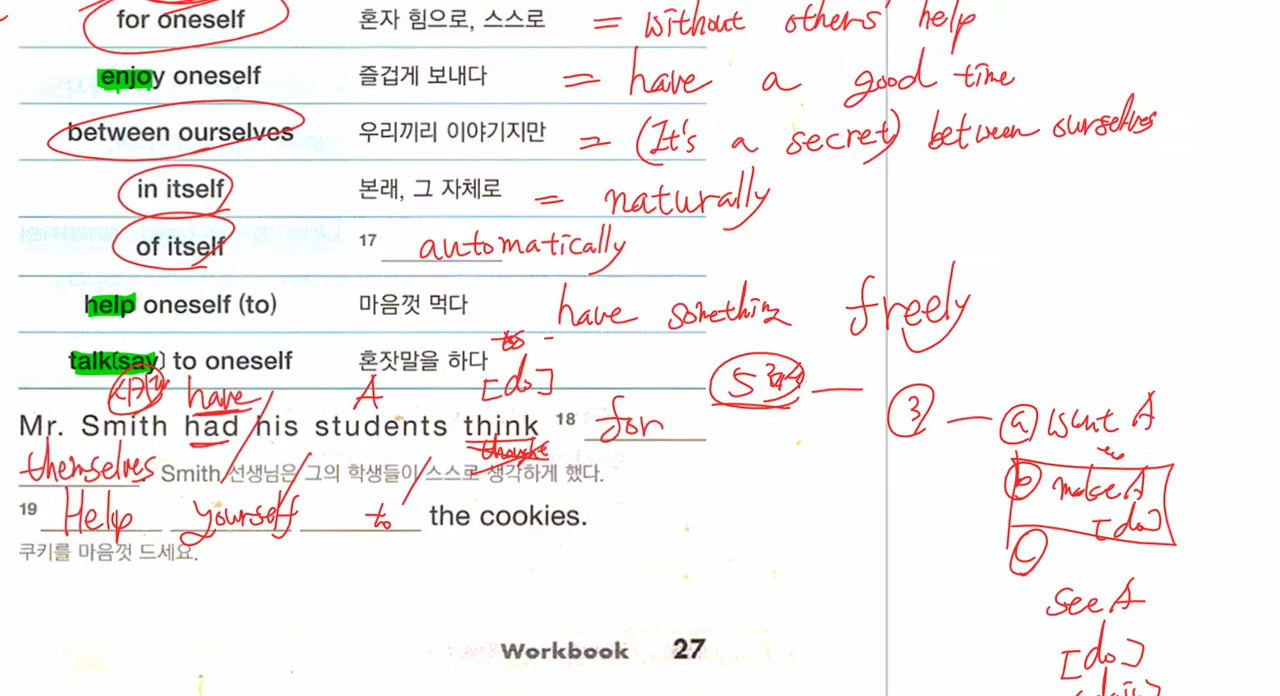 for oneself 혼자 힘으로, 스스로 = without others' help
enjoy oneself 즐겁게 보내다 = have a good time
between ourselves 우리끼리 이야기지만 = (It's a secret) between ourselves
in itself 본래, 그 자체로 = naturally
of itself 17 automatically
help oneself (to) 마음껏 먹다 have something freely
talk(say) to oneself 혼잣말을 하다
to
have A [do]
Mr. Smith had his students think 18 for
themselves. Smith 선생님은 그의 학생들이 스스로 생각하게 했다.
19 Help yourself to the cookies.
쿠키를 마음껏 드세요.
3 — a want A
to
b make A
[do]
c
see A
[do]
Workbook 27